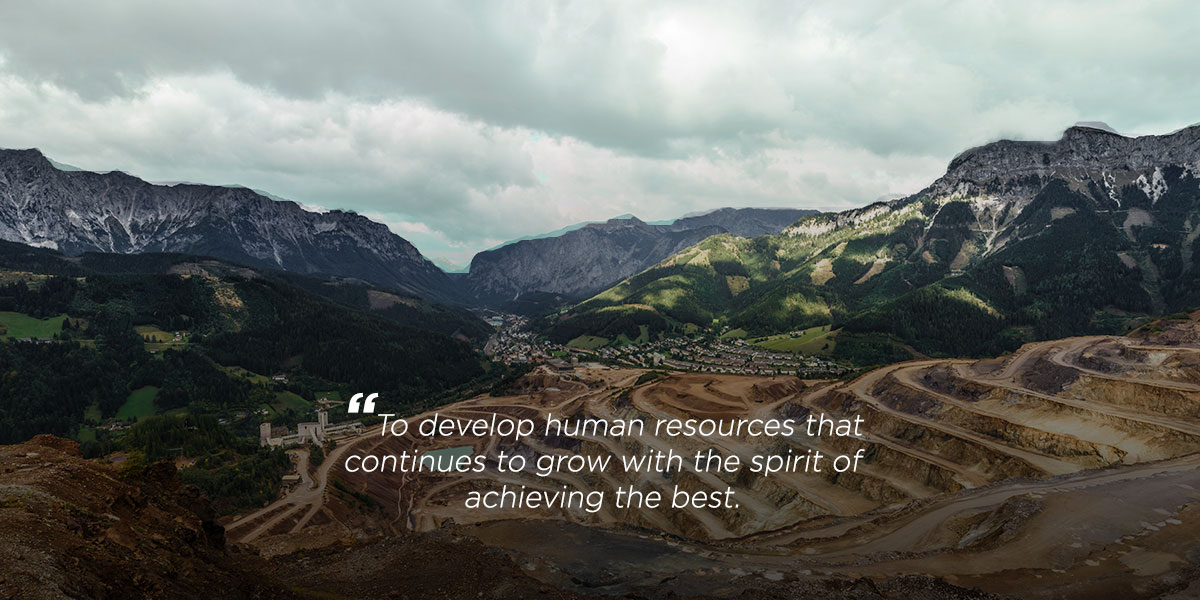 “To develop human resources that
continues to grow with the spirit of
achieving the best.